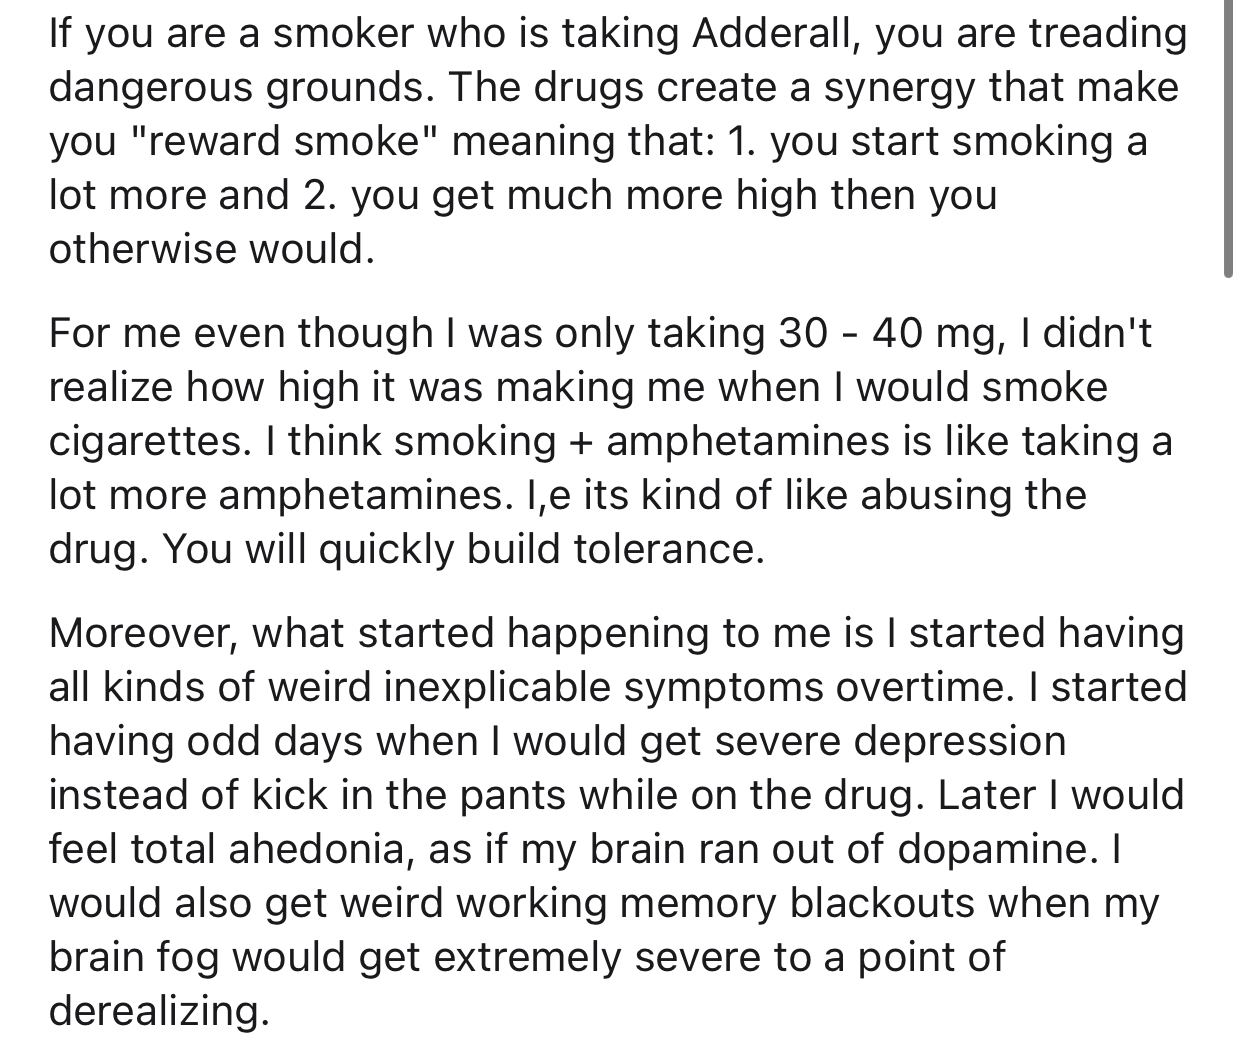 If you are a smoker who is taking Adderall, you are treading
dangerous grounds. The drugs create a synergy that make
you "reward smoke" meaning that: 1. you start smoking a
lot more and 2. you get much more high then you
otherwise would.
For me even though I was only taking 30 - 40 mg, I didn't
realize how high it was making me when I would smoke
cigarettes. I think smoking + amphetamines is like taking a
lot more amphetamines. I,e its kind of like abusing the
drug. You will quickly build tolerance.
Moreover, what started happening to me is I started having
all kinds of weird inexplicable symptoms overtime. I started
having odd days when I would get severe depression
instead of kick in the pants while on the drug. Later I would
feel total ahedonia, as if my brain ran out of dopamine. I
would also get weird working memory blackouts when my
brain fog would get extremely severe to a point of
derealizing.